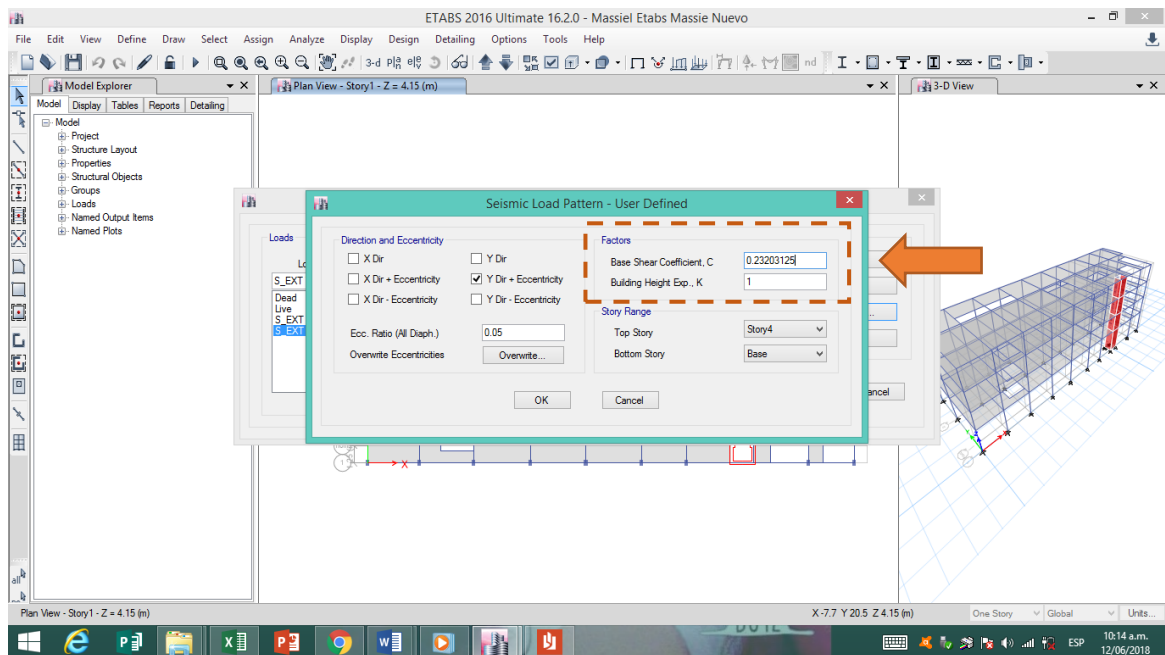 ETABS 2016 Ultimate 16.2.0 - Massiel Etabs Massie Nuevo
File Edit View Define Draw Select Assign Analyze Display Design Detailing Options Tools Help
3-d nd
Model Explorer
Plan View - Story1 - Z = 4.15 (m)
3-D View
Model Display Tables Reports Detailing
Model
Project
Structure Layout
Properties
Structural Objects
Groups
Loads
Named Output Items
Named Plots
Seismic Load Pattern - User Defined
Loads
S_EXT
Dead
Live
S_EXT
S_EXT
Direction and Eccentricity
X Dir Y Dir
X Dir + Eccentricity Y Dir + Eccentricity
X Dir - Eccentricity Y Dir - Eccentricity
Ecc. Ratio (All Diaph.) 0.05
Overwrite Eccentricities Overwrite...
Factors
Base Shear Coefficient, C 0.23203125
Building Height Exp., K 1
Story Range
Top Story Story4
Bottom Story Base
OK Cancel
ancel
X
all
Plan View - Story1 - Z = 4.15 (m) X -7.7 Y 20.5 Z 4.15 (m) One Story Global Units...
ESP
10:14 a.m.
12/06/2018